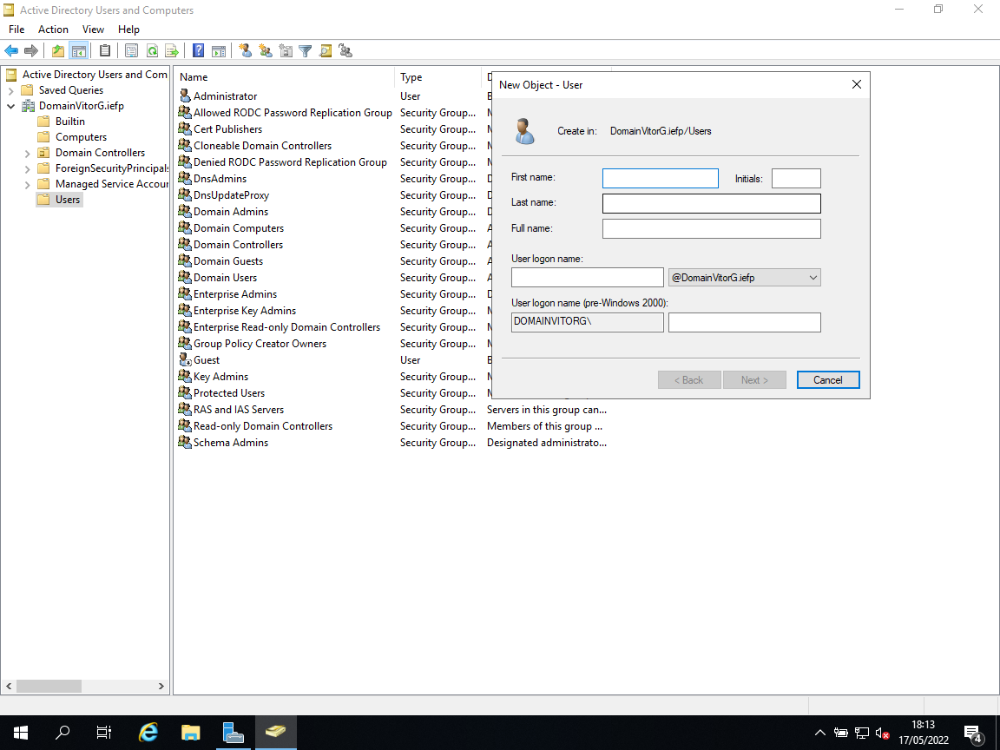 Active Directory Users and Computers
File Action View Help
Active Directory Users and Com
Saved Queries
DomainVitorG.iefp
Builtin
Computers
Domain Controllers
ForeignSecurityPrincipals
Managed Service Accour
Users
Name Type D
Administrator User B
Allowed RODC Password Replication Group Security Group... M
Cert Publishers Security Group... M
Cloneable Domain Controllers Security Group... M
Denied RODC Password Replication Group Security Group... M
DnsAdmins Security Group... D
DnsUpdateProxy Security Group... D
Domain Admins Security Group... D
Domain Computers Security Group... A
Domain Controllers Security Group... A
Domain Guests Security Group... A
Domain Users Security Group... A
Enterprise Admins Security Group... D
Enterprise Key Admins Security Group... M
Enterprise Read-only Domain Controllers Security Group... M
Group Policy Creator Owners Security Group... M
Guest User B
Key Admins Security Group... M
Protected Users Security Group... M
RAS and IAS Servers Security Group... Servers in this group can...
Read-only Domain Controllers Security Group... Members of this group ...
Schema Admins Security Group... Designated administrato...
New Object - User
Create in: DomainVitorG.iefp/Users
First name: Initials:
Last name:
Full name:
User logon name:
@DomainVitorG.iefp
User logon name (pre-Windows 2000):
DOMAINVITORG\
< Back Next > Cancel
18:13
17/05/2022
4